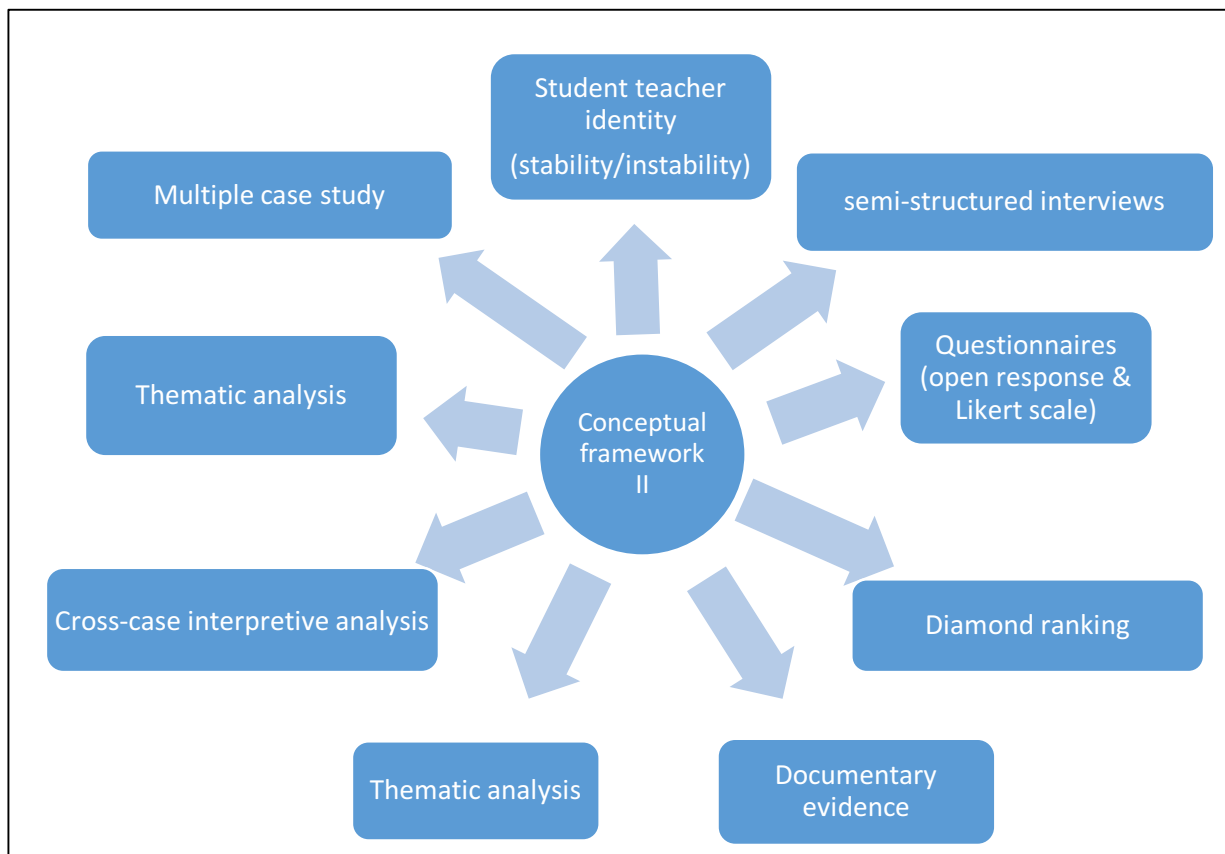 Student teacher
identity
(stability/instability)
Multiple case study
semi-structured interviews
Thematic analysis
Questionnaires
(open response &
Likert scale)
Conceptual
framework
II
Cross-case interpretive analysis
Diamond ranking
Thematic analysis
Documentary
evidence